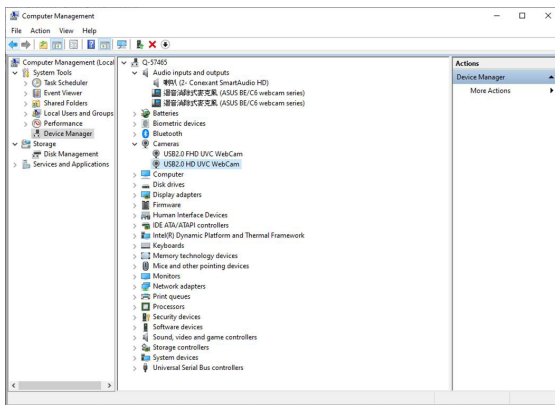 Computer Management
File Action View Help
Computer Management (Local
System Tools
Task Scheduler
Event Viewer
Shared Folders
Local Users and Groups
Performance
Device Manager
Storage
Disk Management
Services and Applications
Q-57465
Audio inputs and outputs
喇叭 (2- Conexant SmartAudio HD)
(ASUS BE/C6 webcam series)
(ASUS BE/C6 webcam series)
Batteries
Biometric devices
Bluetooth
Cameras
USB2.0 FHD UVC WebCam
USB2.0 HD UVC WebCam
Computer
Disk drives
Display adapters
Firmware
Human Interface Devices
IDE ATA/ATAPI controllers
Intel(R) Dynamic Platform and Thermal Framework
Keyboards
Memory technology devices
Mice and other pointing devices
Monitors
Network adapters
Print queues
Processors
Security devices
Software devices
Sound, video and game controllers
Storage controllers
System devices
Universal Serial Bus controllers
Actions
Device Manager
More Actions